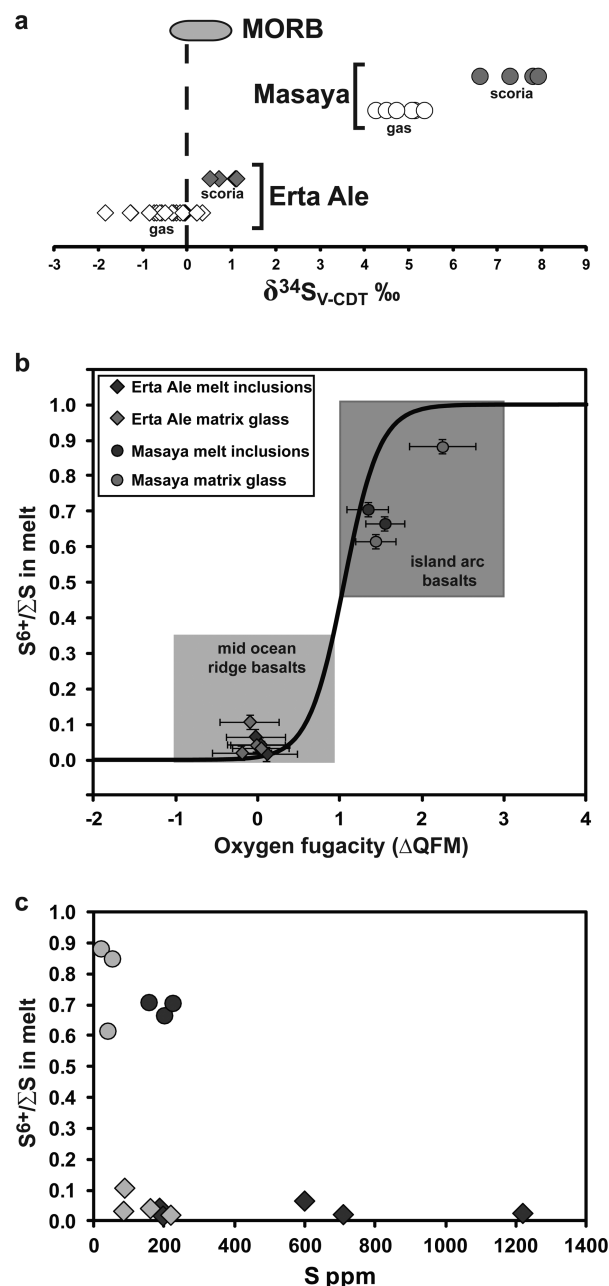 a
MORB
Masaya
scoria
gas
scoria
Erta Ale
gas
-3 -2 -1 0 1 2 3 4 5 6 7 8 9
δ³⁴S_V-CDT ‰
b
Erta Ale melt inclusions
Erta Ale matrix glass
Masaya melt inclusions
Masaya matrix glass
1.0
0.9
0.8
0.7
0.6
0.5
0.4
0.3
0.2
0.1
0.0
S⁶⁺/ΣS in melt
island arc
basalts
mid ocean
ridge basalts
-2 -1 0 1 2 3 4
Oxygen fugacity (ΔQFM)
c
1.0
0.9
0.8
0.7
0.6
0.5
0.4
0.3
0.2
0.1
0.0
S⁶⁺/ΣS in melt
0 200 400 600 800 1000 1200 1400
S ppm